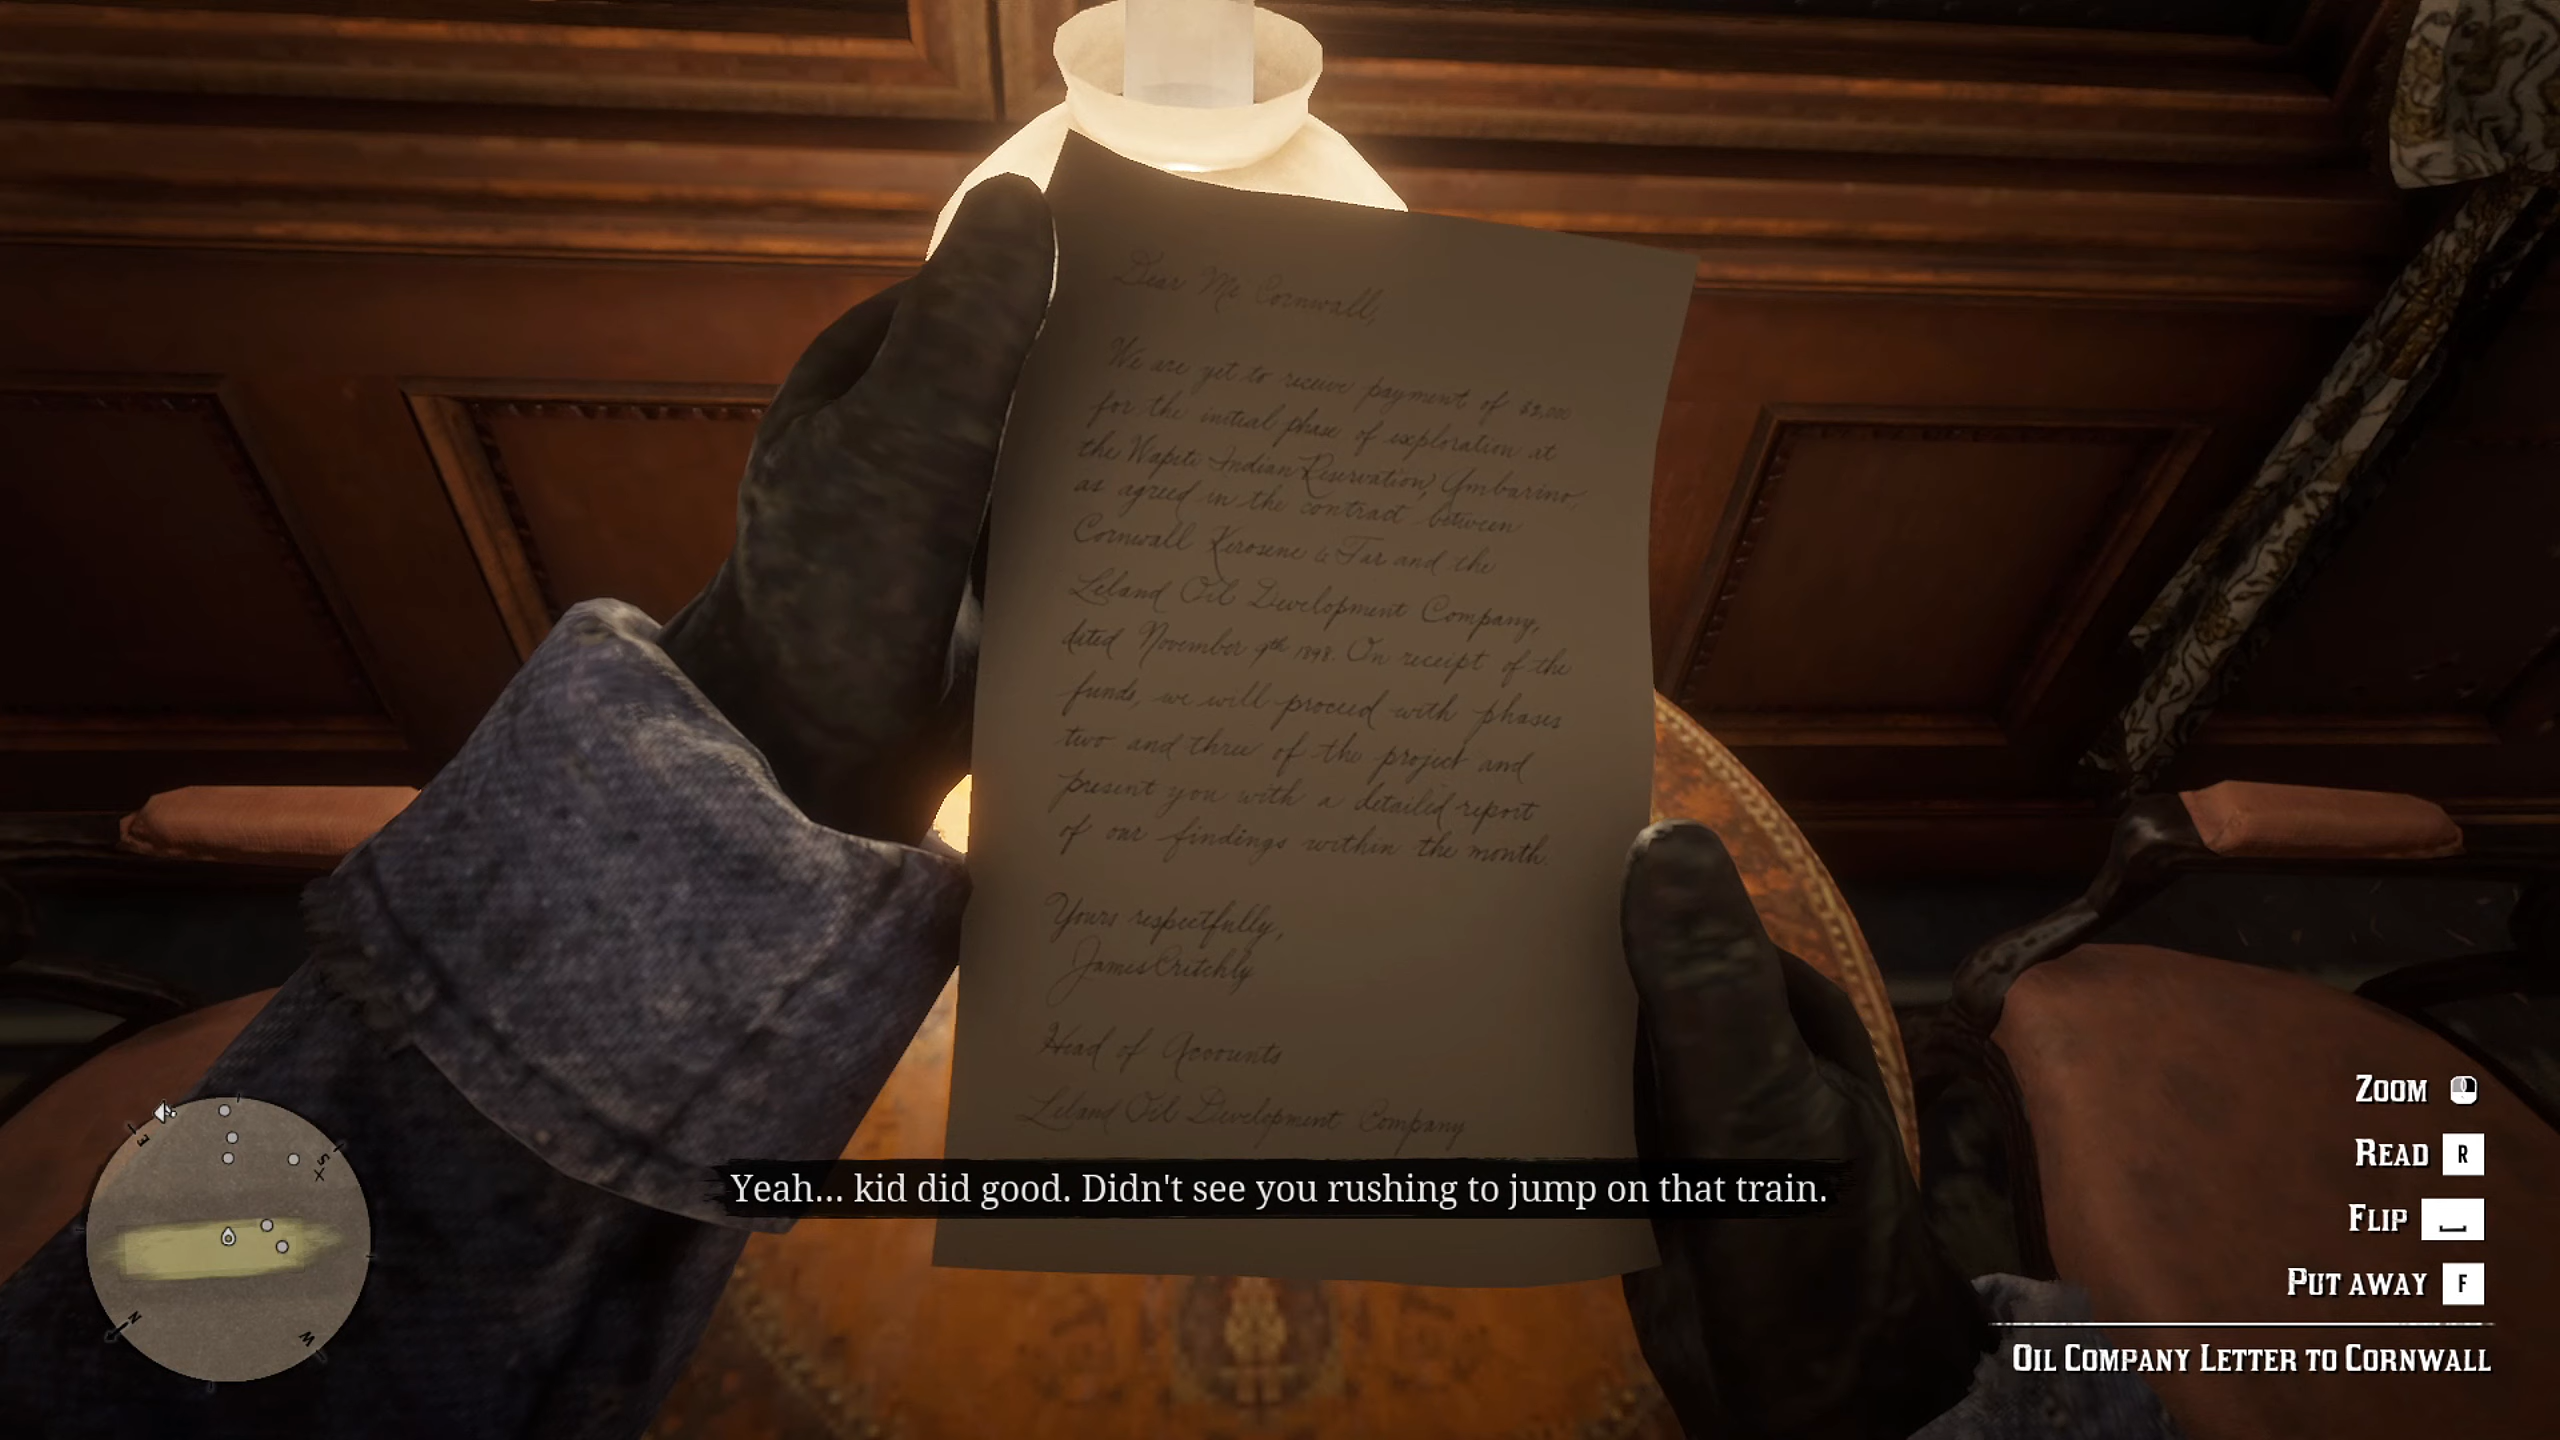 Dear Mr Cornwall,
We are yet to receive payment of $2,000
for the initial phase of exploration at
the Wapiti Indian Reservation, Ambarino,
as agreed in the contract between
Cornwall Kerosene & Tar and the
Leland Oil Development Company,
dated November 9th 1898. On receipt of the
funds, we will proceed with phases
two and three of the project and
present you with a detailed report
of our findings within the month.
Yours respectfully,
James Critchly
Head of Accounts
Leland Oil Development Company
Yeah... kid did good. Didn't see you rushing to jump on that train.
E
S
N
W
ZOOM
READ R
FLIP
PUT AWAY F
OIL COMPANY LETTER TO CORNWALL